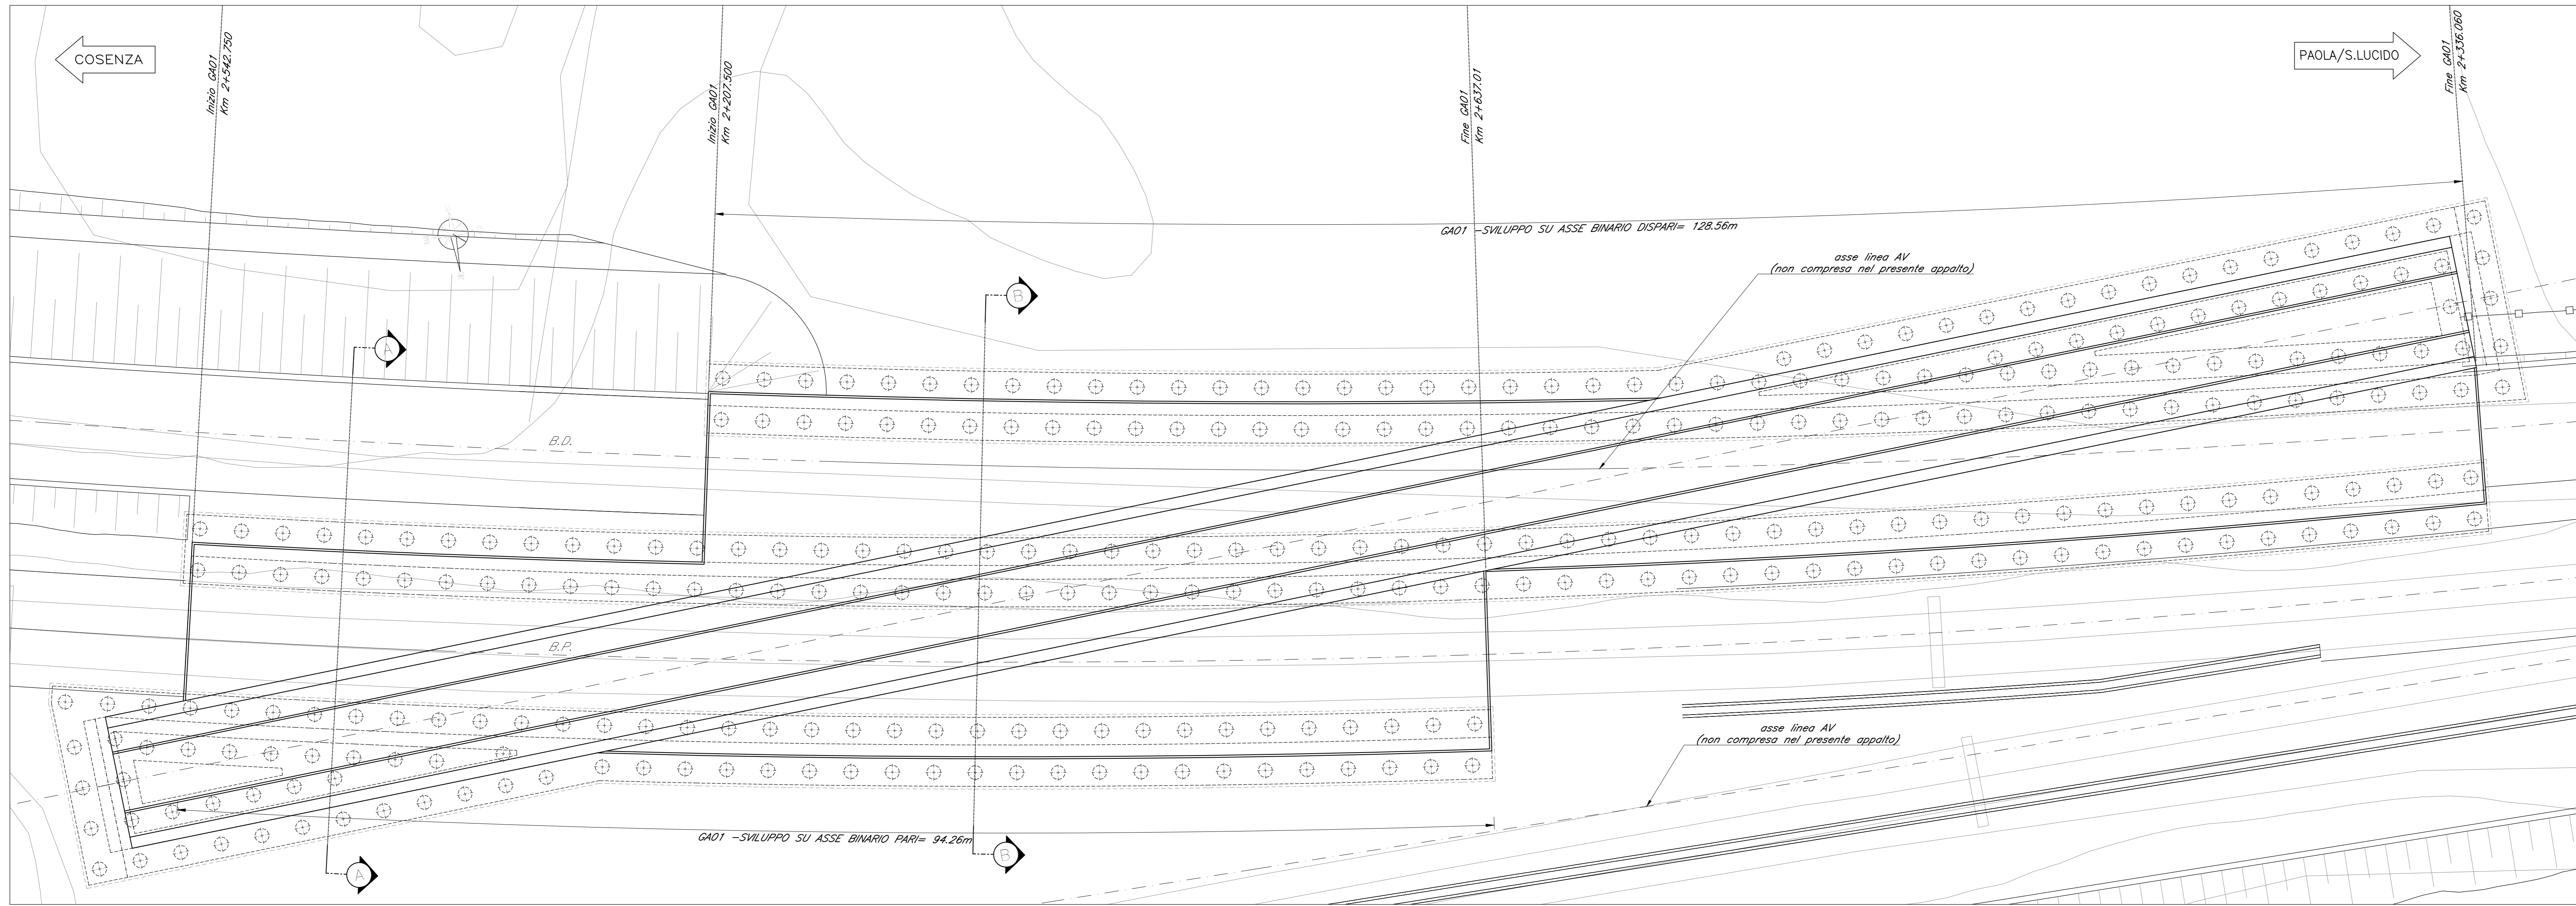 COSENZA
Inizio GA01
Km 2+542.750
Inizio GA01
Km 2+207.500
Fine GA01
Km 2+637.01
PAOLA/S.LUCIDO
Fine GA01
Km 2+336.060
GA01 -SVILUPPO SU ASSE BINARIO DISPARI= 128.56m
asse linea AV
(non compresa nel presente appalto)
B
A
B.D.
B.P.
asse linea AV
(non compresa nel presente appalto)
GA01 -SVILUPPO SU ASSE BINARIO PARI= 94.26m
B
A